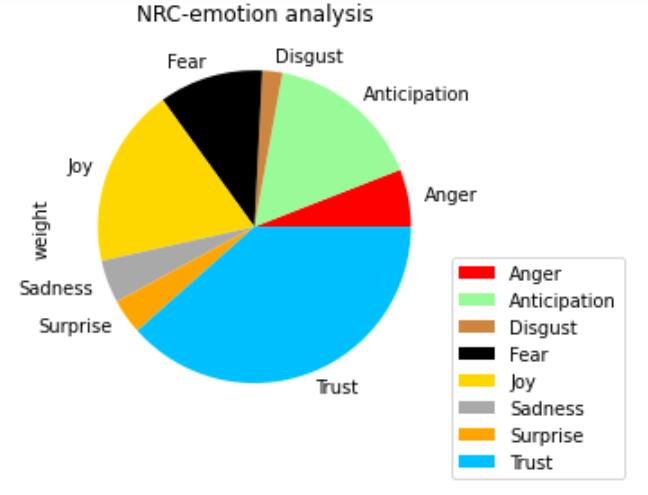 NRC-emotion analysis
Fear
Disgust
Anticipation
Joy
Anger
weight
Sadness
Surprise
Trust
Anger
Anticipation
Disgust
Fear
Joy
Sadness
Surprise
Trust